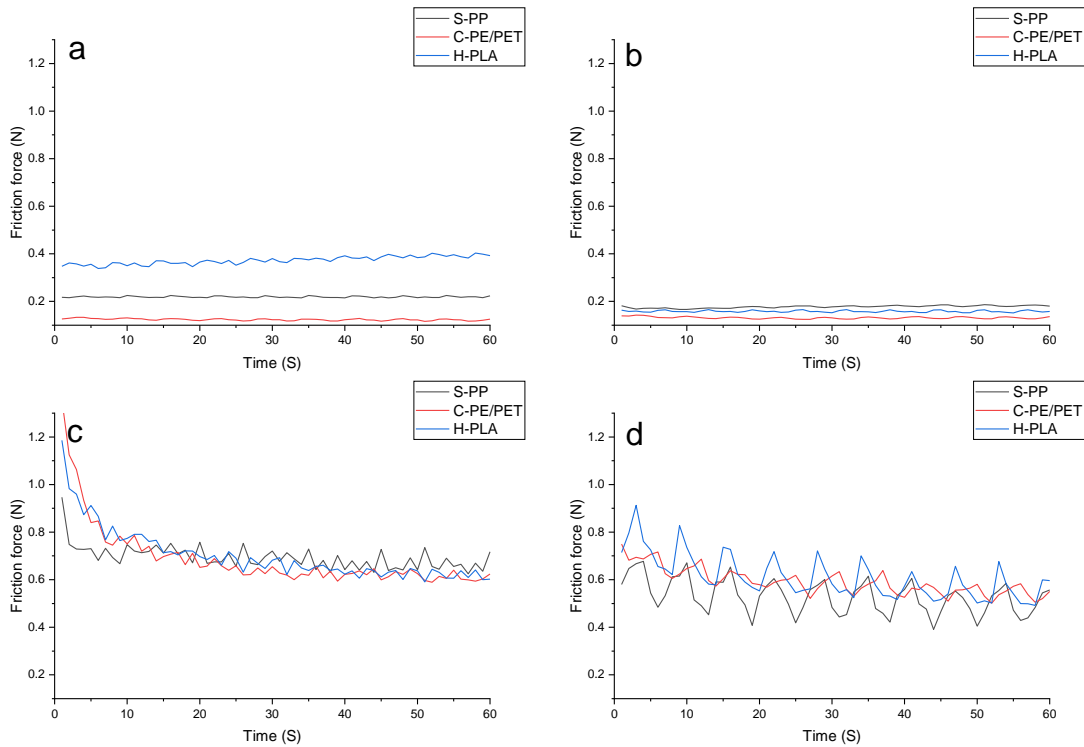 a
S-PP
C-PE/PET
H-PLA
Friction force (N)
1.2
1.0
0.8
0.6
0.4
0.2
0 10 20 30 40 50 60
Time (S)
b
S-PP
C-PE/PET
H-PLA
Friction force (N)
1.2
1.0
0.8
0.6
0.4
0.2
0 10 20 30 40 50 60
Time (S)
c
S-PP
C-PE/PET
H-PLA
Friction force (N)
1.2
1.0
0.8
0.6
0.4
0.2
0 10 20 30 40 50 60
Time (S)
d
S-PP
C-PE/PET
H-PLA
Friction force (N)
1.2
1.0
0.8
0.6
0.4
0.2
0 10 20 30 40 50 60
Time (S)